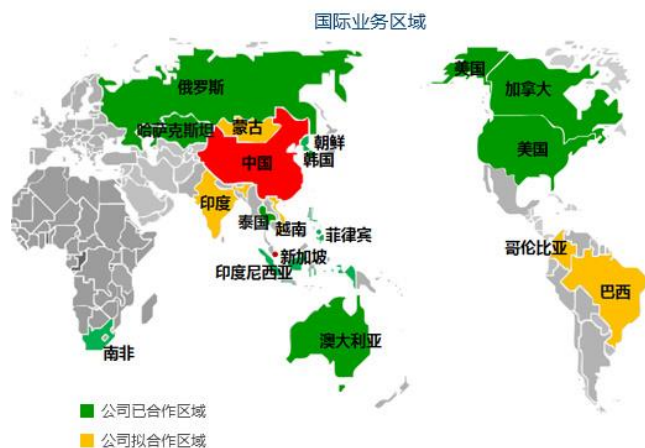 国际业务区域
俄罗斯
美国
加拿大
哈萨克斯坦
蒙古
朝鲜
韩国
中国
美国
印度
泰国
越南
菲律宾
新加坡
印度尼西亚
哥伦比亚
巴西
澳大利亚
南非
公司已合作区域
公司拟合作区域